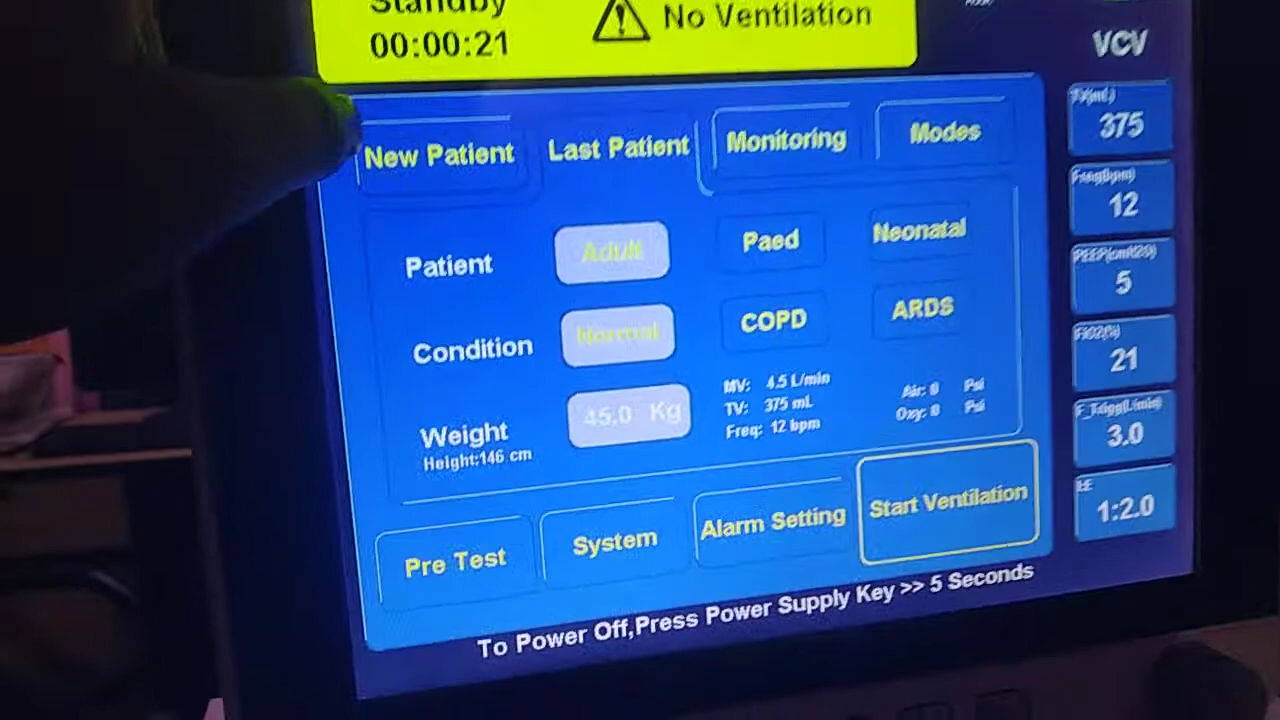 Standby
00:00:21
No Ventilation
VCV
New Patient
Last Patient
Monitoring
Modes
Patient
Adult
Paed
Neonatal
Condition
Normal
COPD
ARDS
Weight
Height:146 cm
45.0 Kg
MV: 4.5 L/min
TV: 375 mL
Freq: 12 bpm
Air: 0 Psi
Oxy: 0 Psi
Pre Test
System
Alarm Setting
Start Ventilation
To Power Off,Press Power Supply Key >> 5 Seconds
TV(mL)
375
Freq(bpm)
12
PEEP(cmH2O)
5
FiO2(%)
21
F_Trigg(L/min)
3.0
I:E
1:2.0